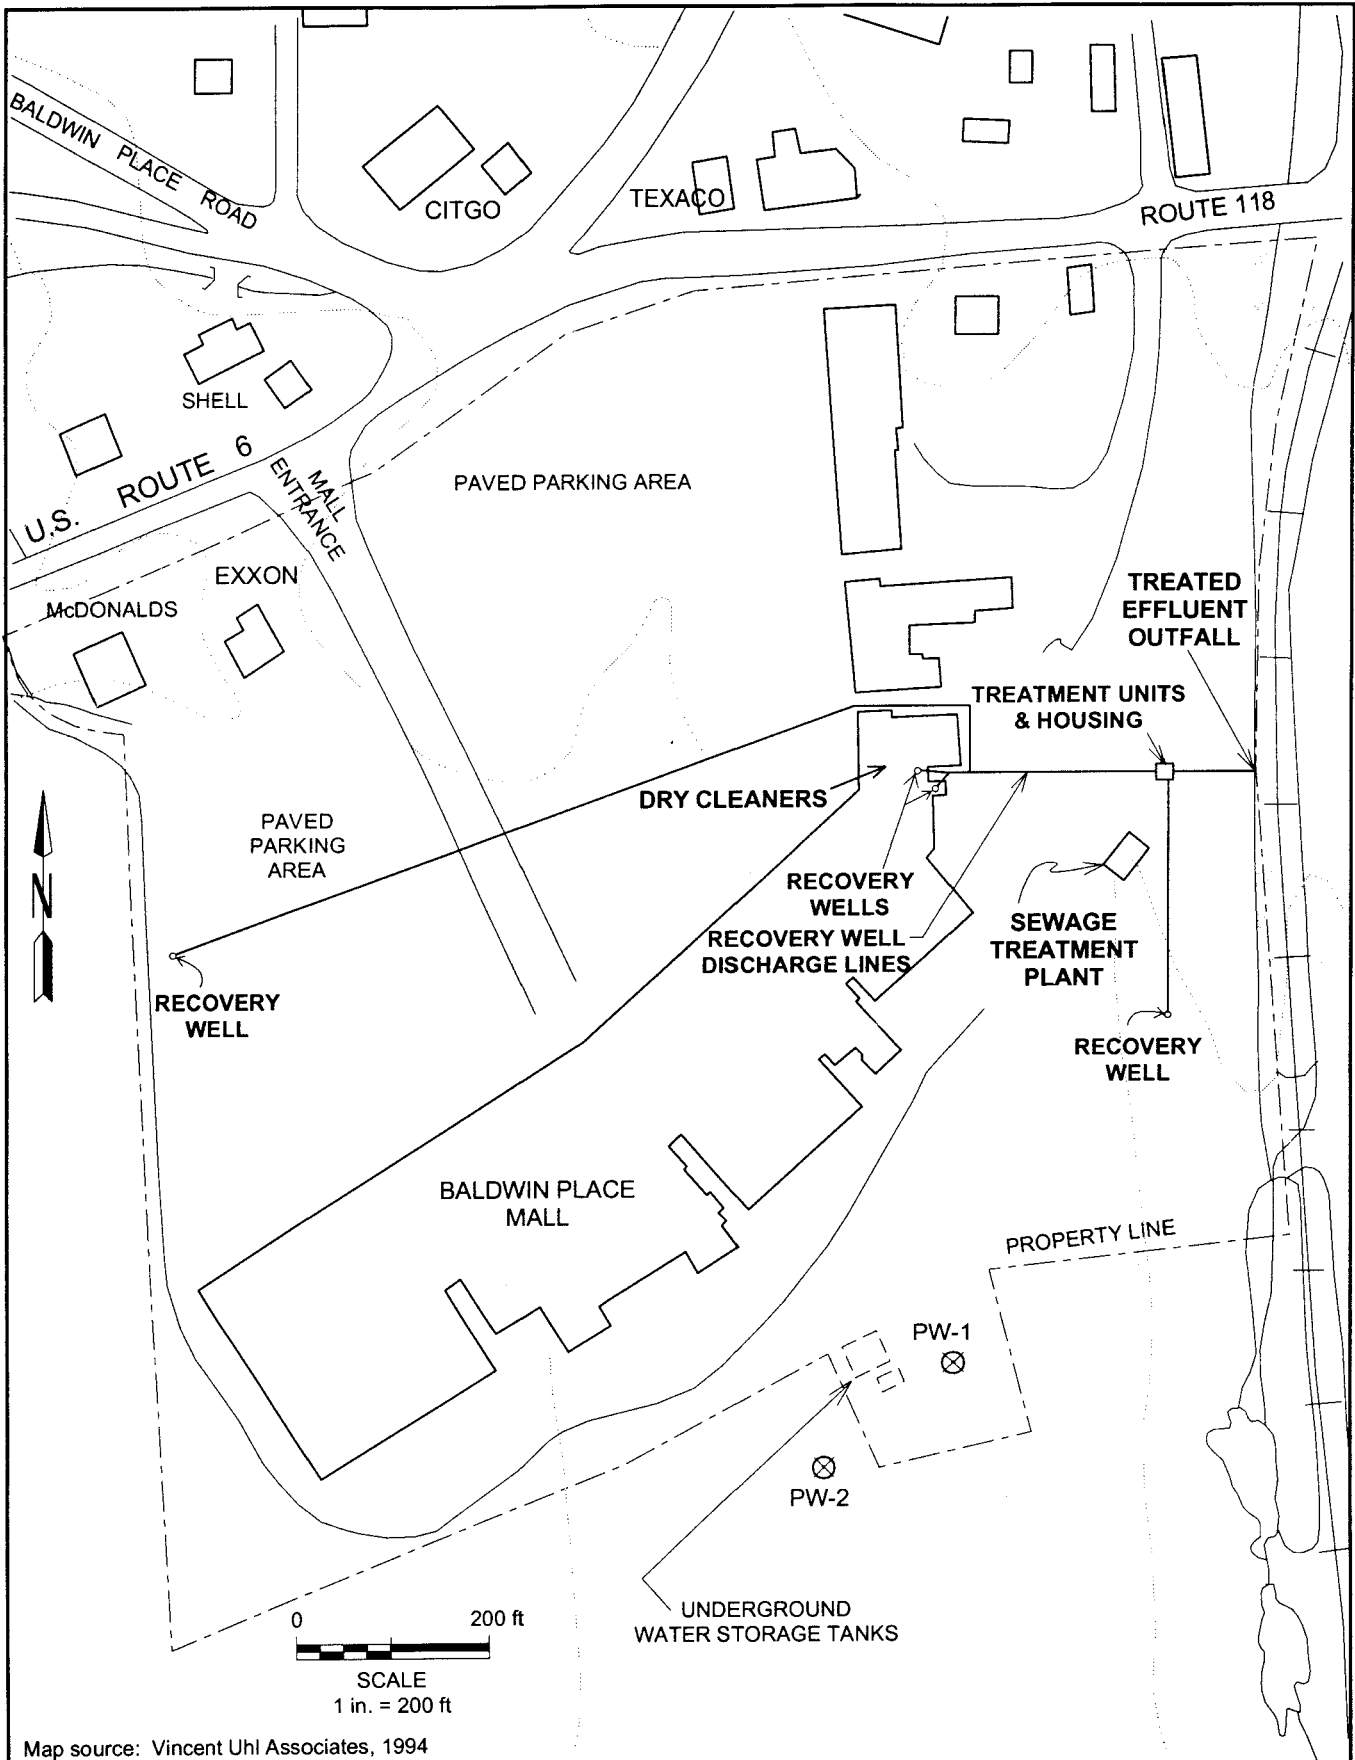 BALDWIN PLACE ROAD
CITGO
TEXACO
ROUTE 118
SHELL
U.S. ROUTE 6
MALL
ENTRANCE
PAVED PARKING AREA
EXXON
McDONALDS
TREATED
EFFLUENT
OUTFALL
TREATMENT UNITS
& HOUSING
DRY CLEANERS
PAVED
PARKING
AREA
N
RECOVERY
WELLS
RECOVERY WELL
DISCHARGE LINES
SEWAGE
TREATMENT
PLANT
RECOVERY
WELL
RECOVERY
WELL
BALDWIN PLACE
MALL
PROPERTY LINE
PW-1
PW-2
UNDERGROUND
WATER STORAGE TANKS
0 200 ft
SCALE
1 in. = 200 ft
Map source: Vincent Uhl Associates, 1994